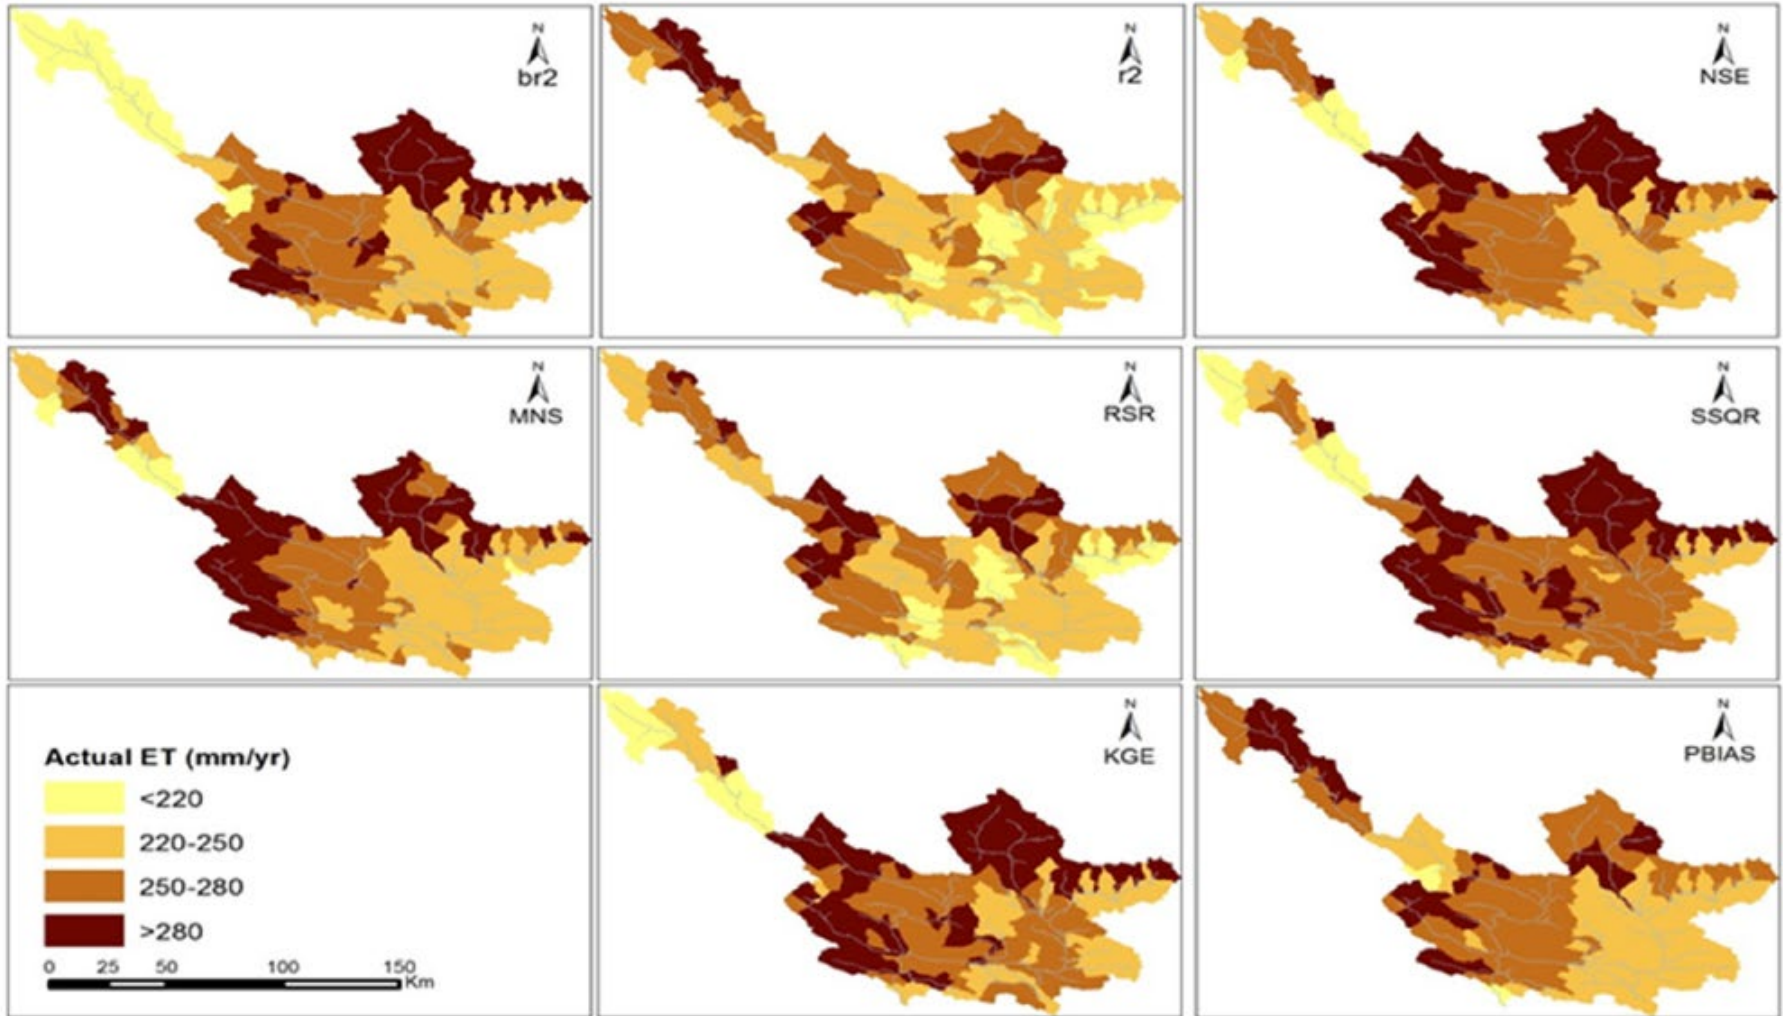 N
br2
N
r2
N
NSE
N
MNS
N
RSR
N
SSQR
Actual ET (mm/yr)
<220
220-250
250-280
>280
0 25 50 100 150
Km
N
KGE
N
PBIAS